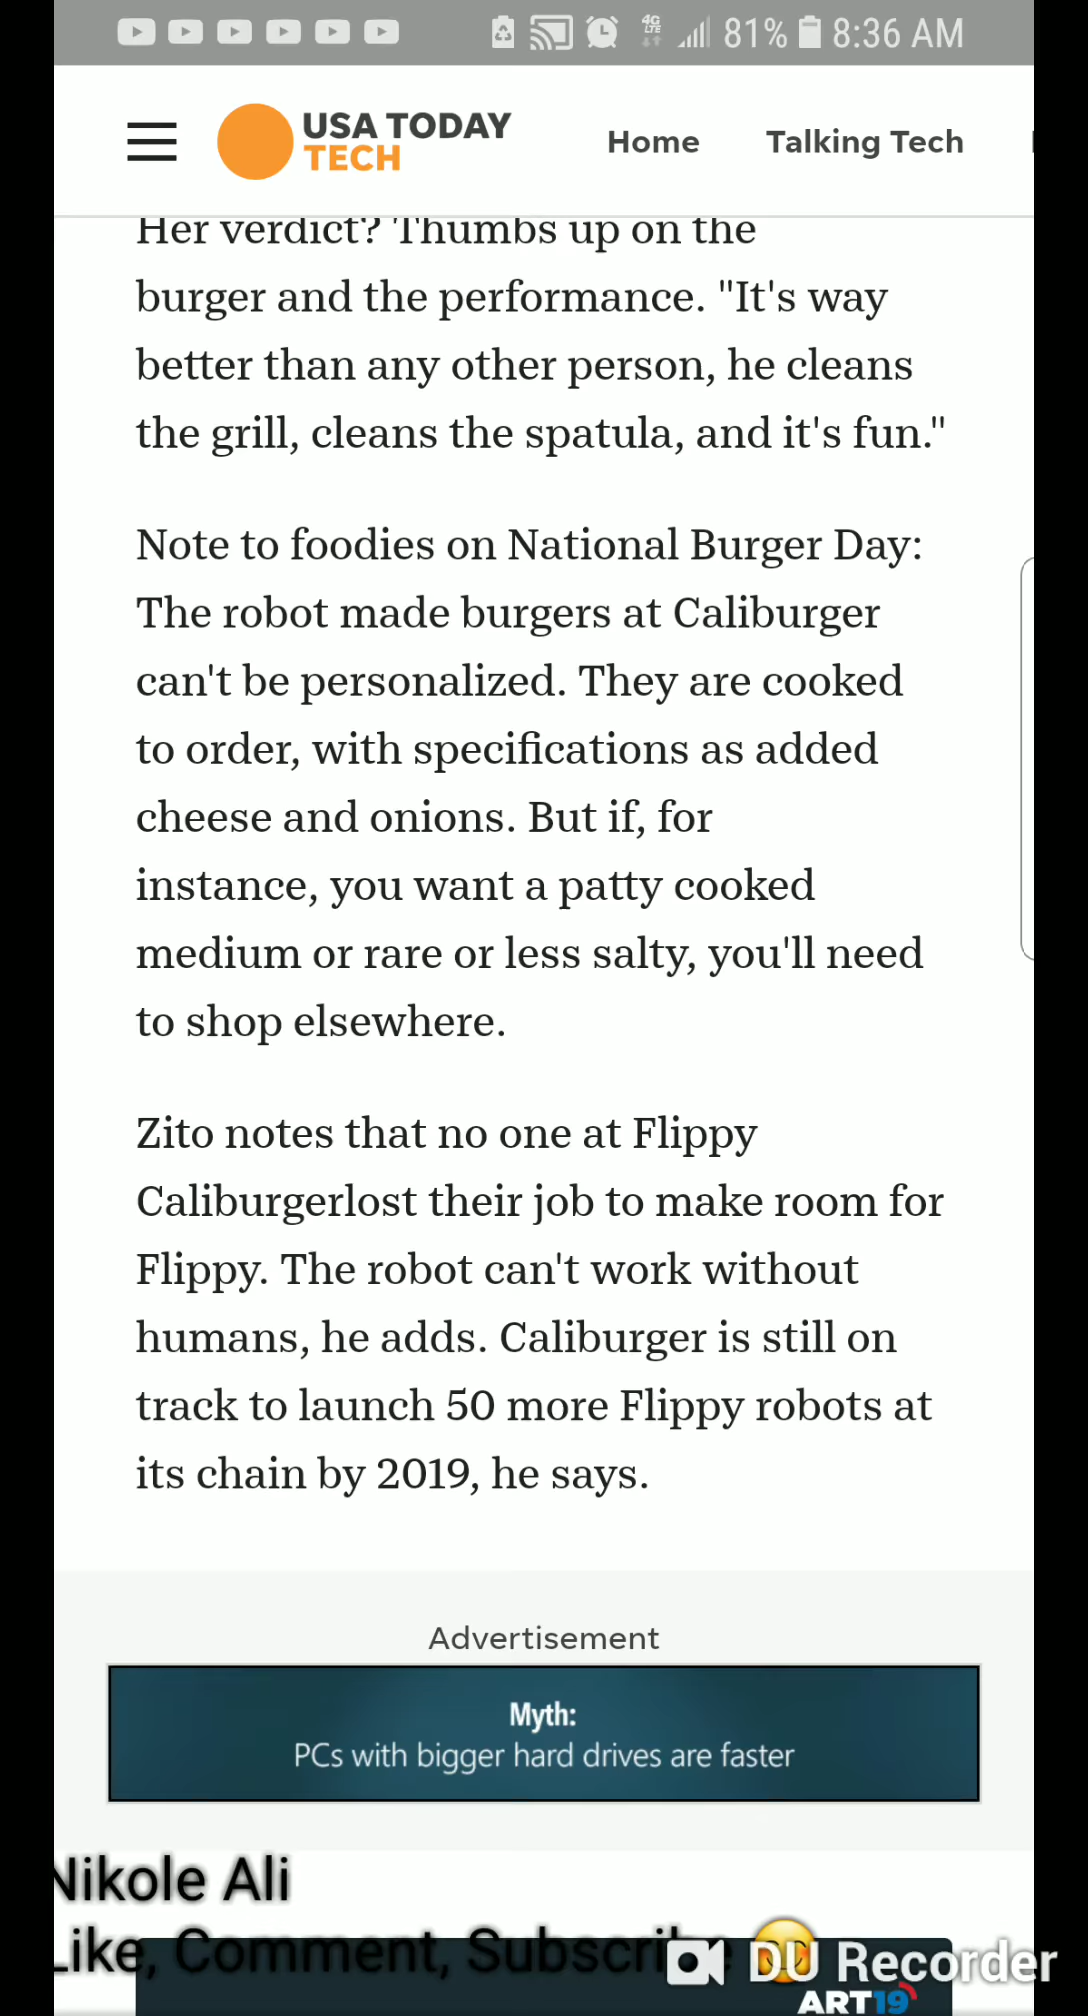 4G
LTE
81%
8:36 AM
USA TODAY
TECH
Home
Talking Tech
Her verdict? Thumbs up on the
burger and the performance. "It's way
better than any other person, he cleans
the grill, cleans the spatula, and it's fun."
Note to foodies on National Burger Day:
The robot made burgers at Caliburger
can't be personalized. They are cooked
to order, with specifications as added
cheese and onions. But if, for
instance, you want a patty cooked
medium or rare or less salty, you'll need
to shop elsewhere.
Zito notes that no one at Flippy
Caliburgerlost their job to make room for
Flippy. The robot can't work without
humans, he adds. Caliburger is still on
track to launch 50 more Flippy robots at
its chain by 2019, he says.
Advertisement
Myth:
PCs with bigger hard drives are faster
Nikole Ali
Like, Comment, Subscribe
DU Recorder
ART19